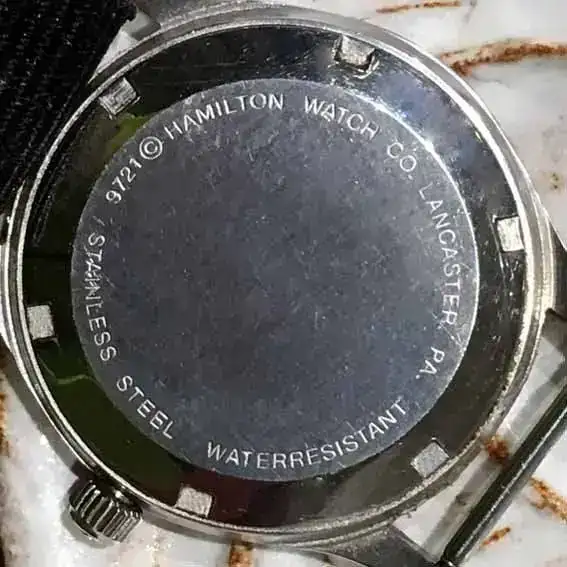 9721 © HAMILTON WATCH CO. LANCASTER PA.
WATERRESISTANT
STAINLESS STEEL